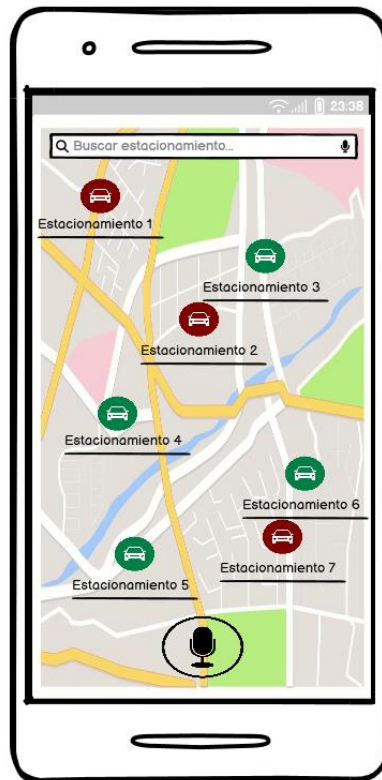 23:38
Buscar estacionamiento...
Estacionamiento 1
Estacionamiento 3
Estacionamiento 2
Estacionamiento 4
Estacionamiento 6
Estacionamiento 7
Estacionamiento 5